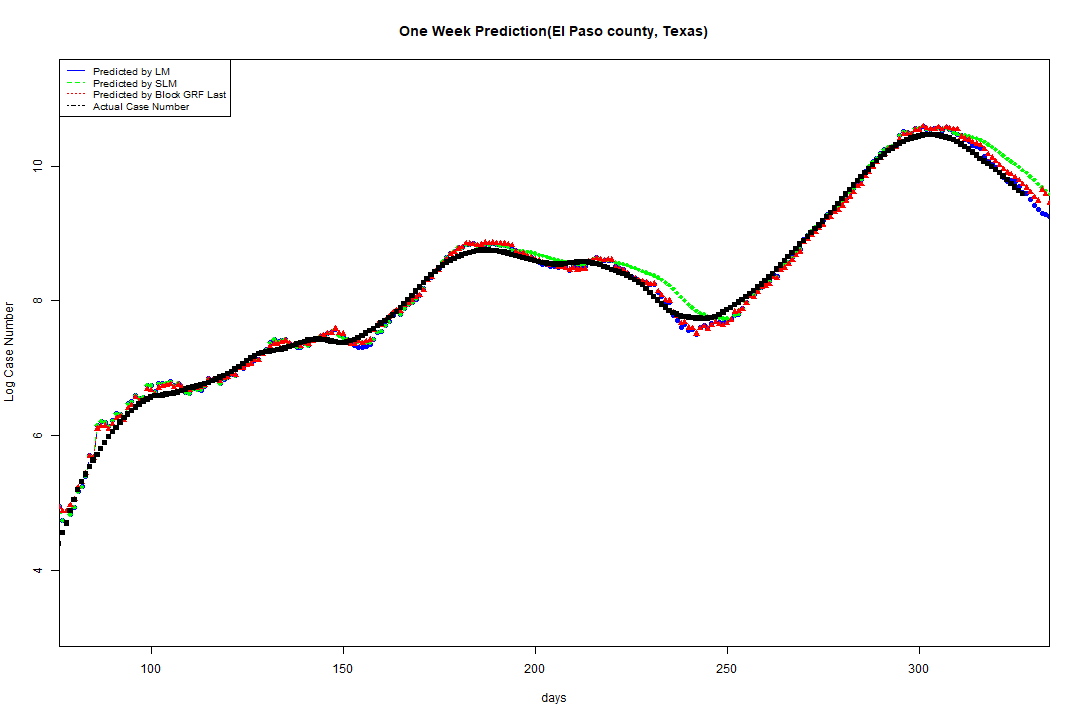 One Week Prediction(El Paso county, Texas)
Predicted by LM
Predicted by SLM
Predicted by Block GRF Last
Actual Case Number
10
8
6
4
Log Case Number
100 150 200 250 300
days